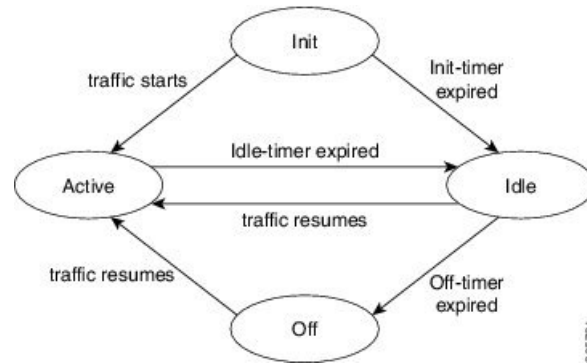 Init
traffic starts
Init-timer
expired
Idle-timer expired
Active
Idle
traffic resumes
traffic resumes
Off-timer
expired
Off